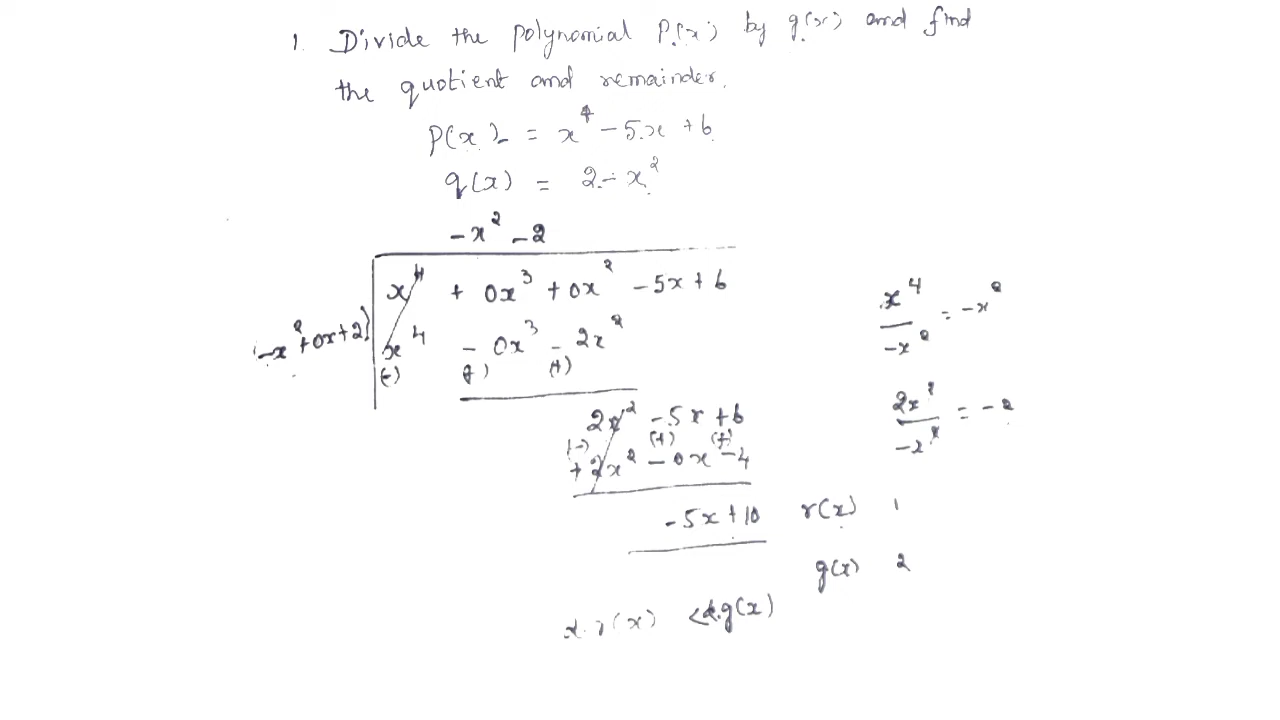 1. Divide the polynomial P(x) by g(x) and find
the quotient and remainder.
P(x) = x⁴ - 5x + 6
g(x) = 2 - x²
-x² - 2
x⁴ + 0x³ + 0x² - 5x + 6
-x² + 0x + 2)
x⁴ - 0x³ - 2x²
(-) (+) (+)
x⁴/-x² = -x²
2x² - 5x + 6
(-) (+) (+)
+ 2x² - 0x - 4
2x²/-x² = -2
-5x + 10 r(x) 1
g(x) 2
d.r(x) < d.g(x)